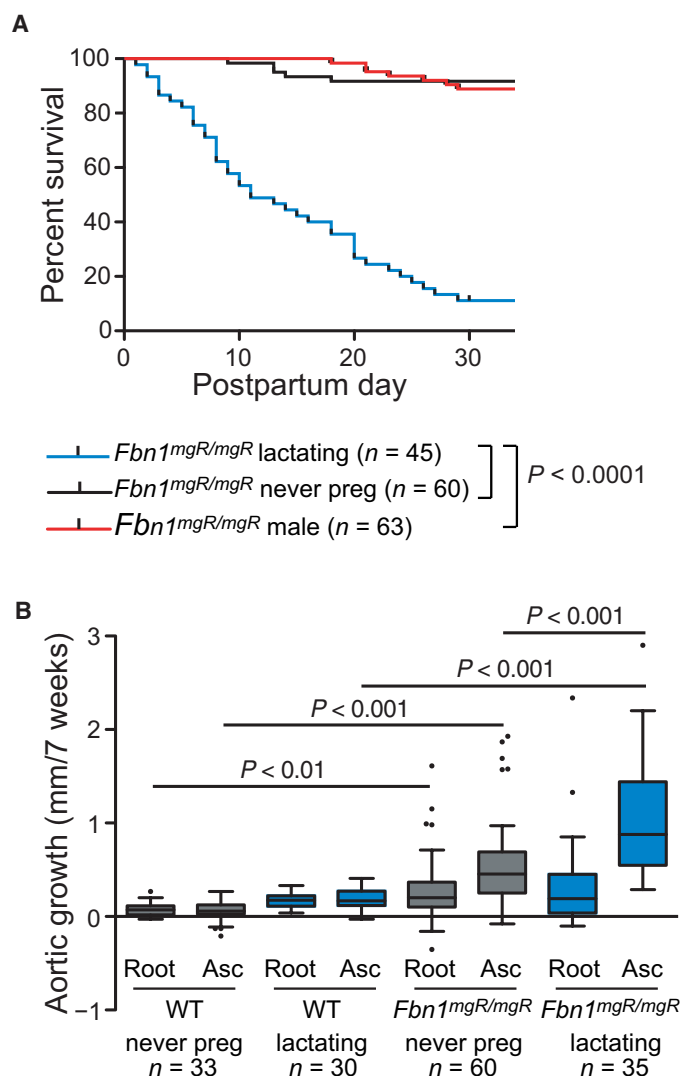 A
100
80
60
40
20
0
Percent survival
0 10 20 30
Postpartum day
Fbn1mgR/mgR lactating (n = 45)
Fbn1mgR/mgR never preg (n = 60)
Fbn1mgR/mgR male (n = 63)
P < 0.0001
B
Aortic growth (mm/7 weeks)
3
2
1
0
−1
P < 0.001
P < 0.001
P < 0.001
P < 0.01
Root Asc Root Asc Root Asc Root Asc
WT WT Fbn1mgR/mgR Fbn1mgR/mgR
never preg lactating never preg lactating
n = 33 n = 30 n = 60 n = 35